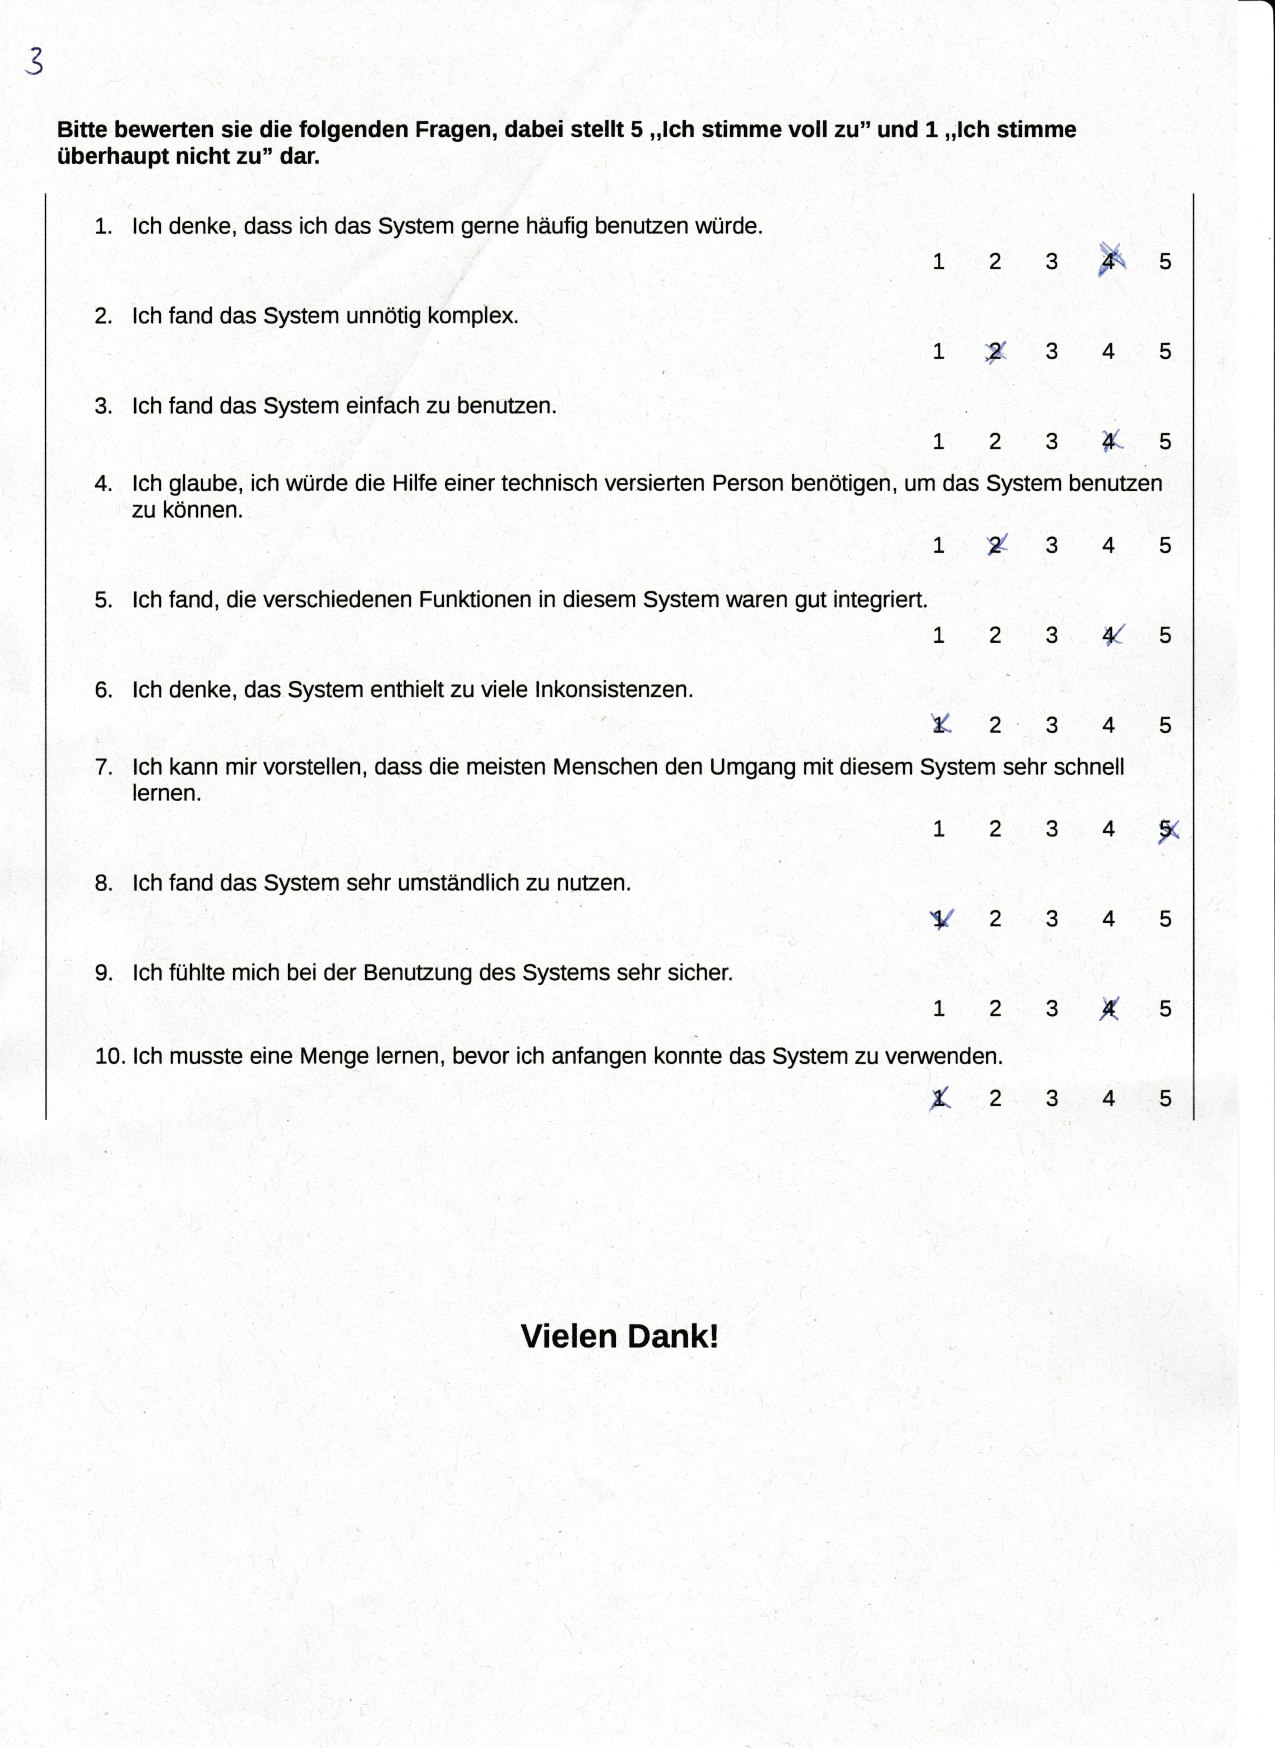 3
Bitte bewerten sie die folgenden Fragen, dabei stellt 5 ,,Ich stimme voll zu” und 1 ,,Ich stimme
überhaupt nicht zu” dar.
1. Ich denke, dass ich das System gerne häufig benutzen würde.
1 2 3 4 5
2. Ich fand das System unnötig komplex.
1 2 3 4 5
3. Ich fand das System einfach zu benutzen.
1 2 3 4 5
4. Ich glaube, ich würde die Hilfe einer technisch versierten Person benötigen, um das System benutzen
zu können.
1 2 3 4 5
5. Ich fand, die verschiedenen Funktionen in diesem System waren gut integriert.
1 2 3 4 5
6. Ich denke, das System enthielt zu viele Inkonsistenzen.
1 2 3 4 5
7. Ich kann mir vorstellen, dass die meisten Menschen den Umgang mit diesem System sehr schnell
lernen.
1 2 3 4 5
8. Ich fand das System sehr umständlich zu nutzen.
1 2 3 4 5
9. Ich fühlte mich bei der Benutzung des Systems sehr sicher.
1 2 3 4 5
10. Ich musste eine Menge lernen, bevor ich anfangen konnte das System zu verwenden.
1 2 3 4 5
Vielen Dank!